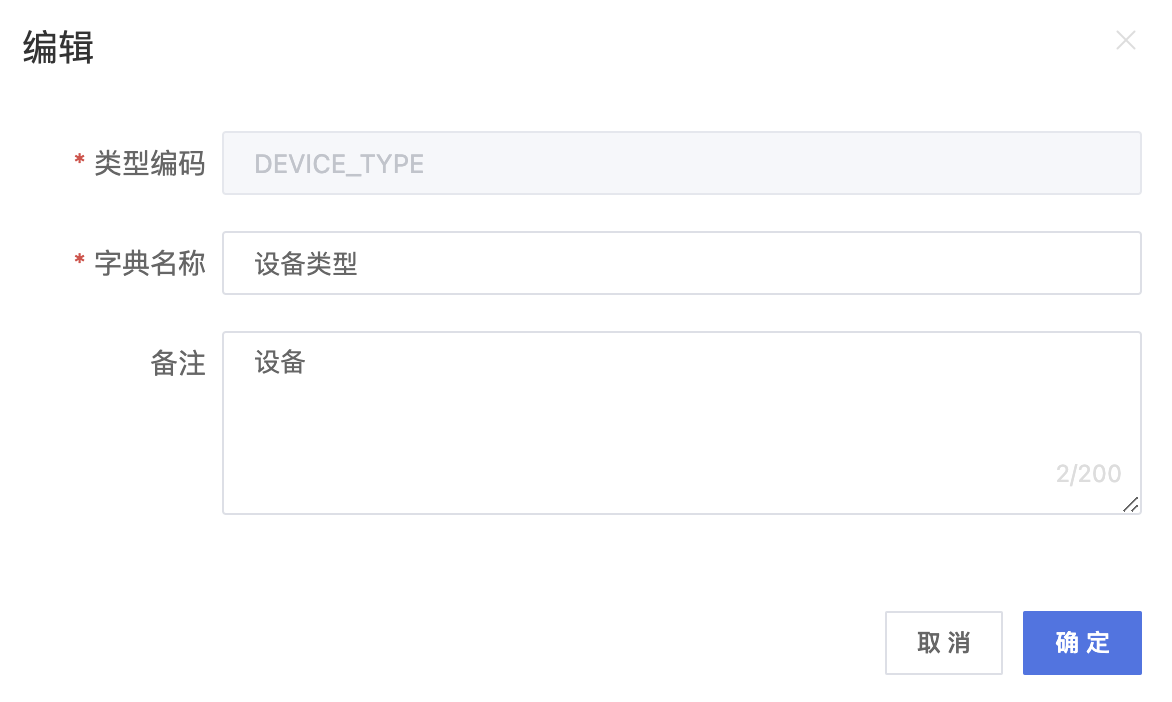 编辑
* 类型编码 DEVICE_TYPE
* 字典名称 设备类型
备注 设备
2/200
取 消 确 定